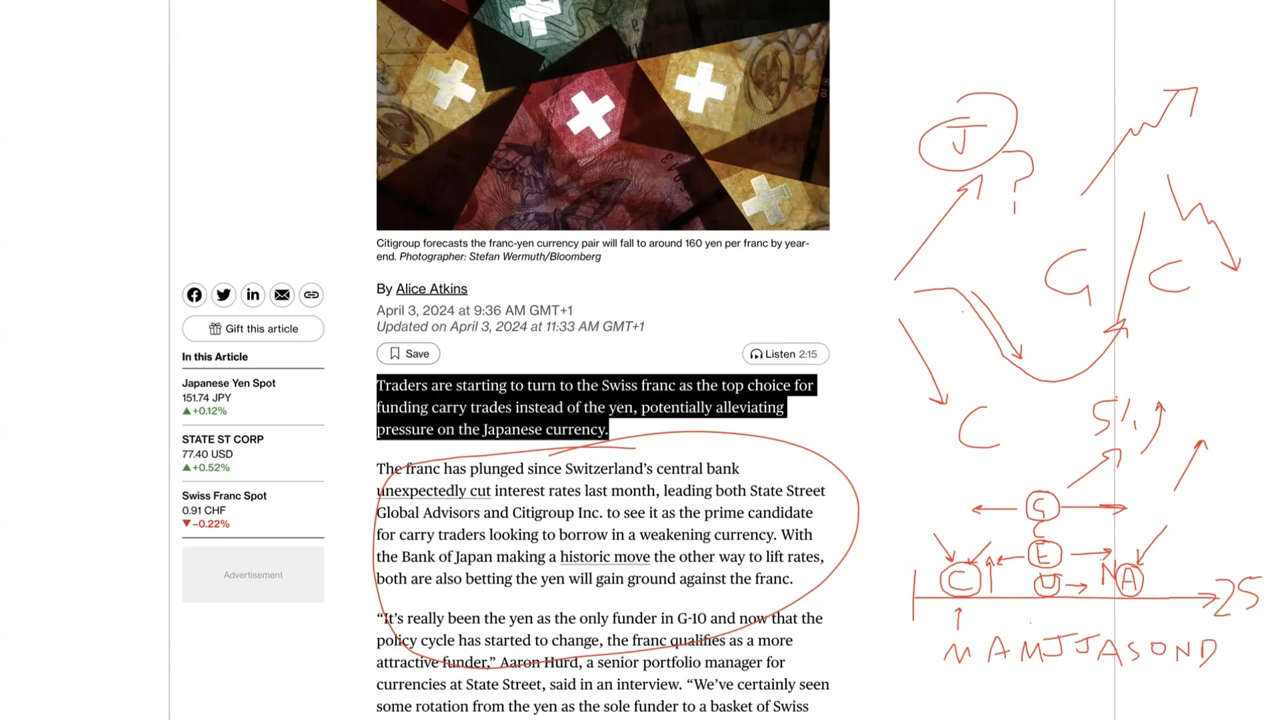 Citigroup forecasts the franc-yen currency pair will fall to around 160 yen per franc by year-
end. Photographer: Stefan Wermuth/Bloomberg
By Alice Atkins
April 3, 2024 at 9:36 AM GMT+1
Updated on April 3, 2024 at 11:33 AM GMT+1
Save
Listen 2:15
Gift this article
In this Article
Japanese Yen Spot
151.74 JPY
▲+0.12%
STATE ST CORP
77.40 USD
▲+0.52%
Swiss Franc Spot
0.91 CHF
▼−0.22%
Advertisement
Traders are starting to turn to the Swiss franc as the top choice for
funding carry trades instead of the yen, potentially alleviating
pressure on the Japanese currency.
The franc has plunged since Switzerland’s central bank
unexpectedly cut interest rates last month, leading both State Street
Global Advisors and Citigroup Inc. to see it as the prime candidate
for carry traders looking to borrow in a weakening currency. With
the Bank of Japan making a historic move the other way to lift rates,
both are also betting the yen will gain ground against the franc.
“It’s really been the yen as the only funder in G-10 and now that the
policy cycle has started to change, the franc qualifies as a more
attractive funder,” Aaron Hurd, a senior portfolio manager for
currencies at State Street, said in an interview. “We’ve certainly seen
some rotation from the yen as the sole funder to a basket of Swiss
J ?
G / C
C
5%
G
C
E
C U N A
25
M A M J J A S O N D